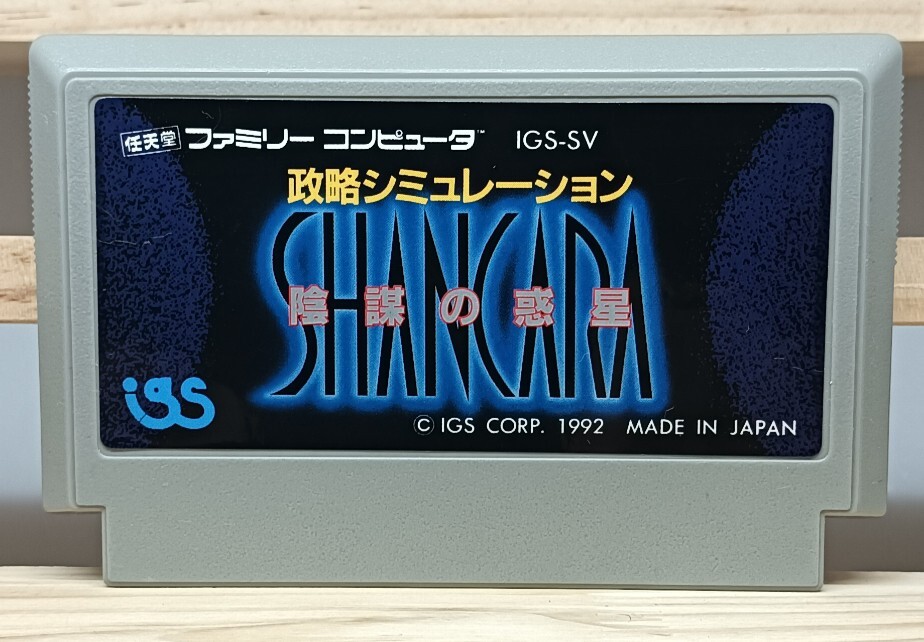 任天堂 ファミリー コンピュータ™ IGS-SV
政略シミュレーション
SHANCARA
陰謀の惑星
igs
© IGS CORP. 1992 MADE IN JAPAN